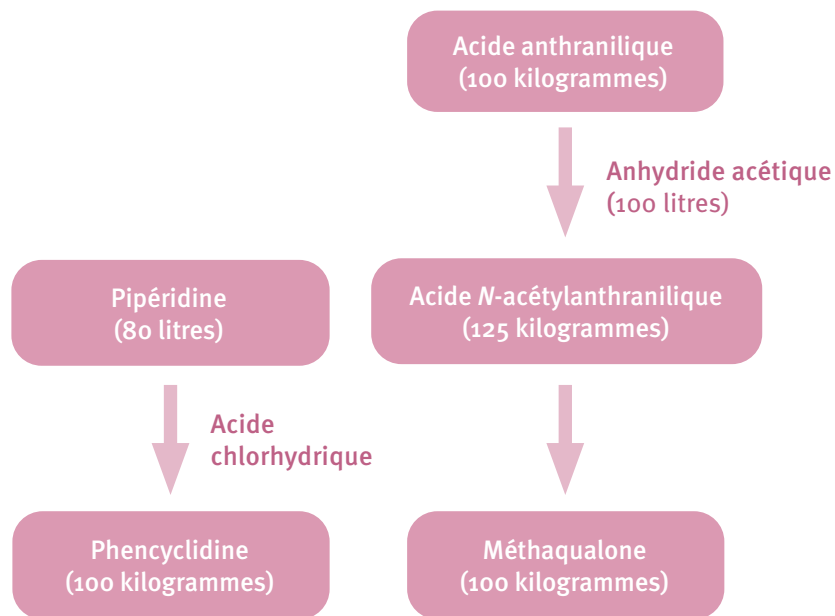 Acide anthranilique
(100 kilogrammes)
Anhydride acétique
(100 litres)
Pipéridine
(80 litres)
Acide N-acétylanthranilique
(125 kilogrammes)
Acide
chlorhydrique
Phencyclidine
(100 kilogrammes)
Méthaqualone
(100 kilogrammes)